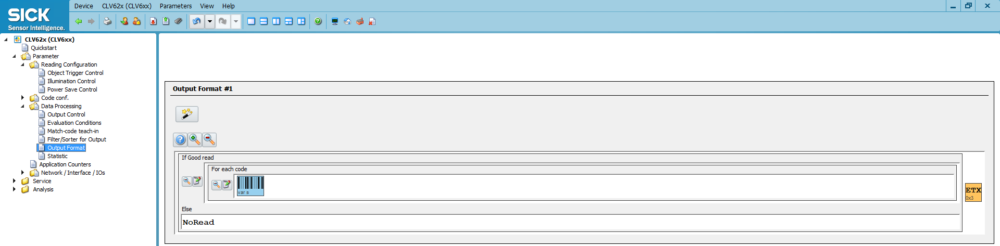 Device CLV62x (CLV6xx) Parameters View Help
SICK
Sensor Intelligence.
CLV62x (CLV6xx)
Quickstart
Parameter
Reading Configuration
Object Trigger Control
Illumination Control
Power Save Control
Code conf.
Data Processing
Output Control
Evaluation Conditions
Match-code teach-in
Filter/Sorter for Output
Output Format
Statistic
Application Counters
Network / Interface / IOs
Service
Analysis
Output Format #1
If Good read
For each code
var s
ETX
0x3
Else
NoRead